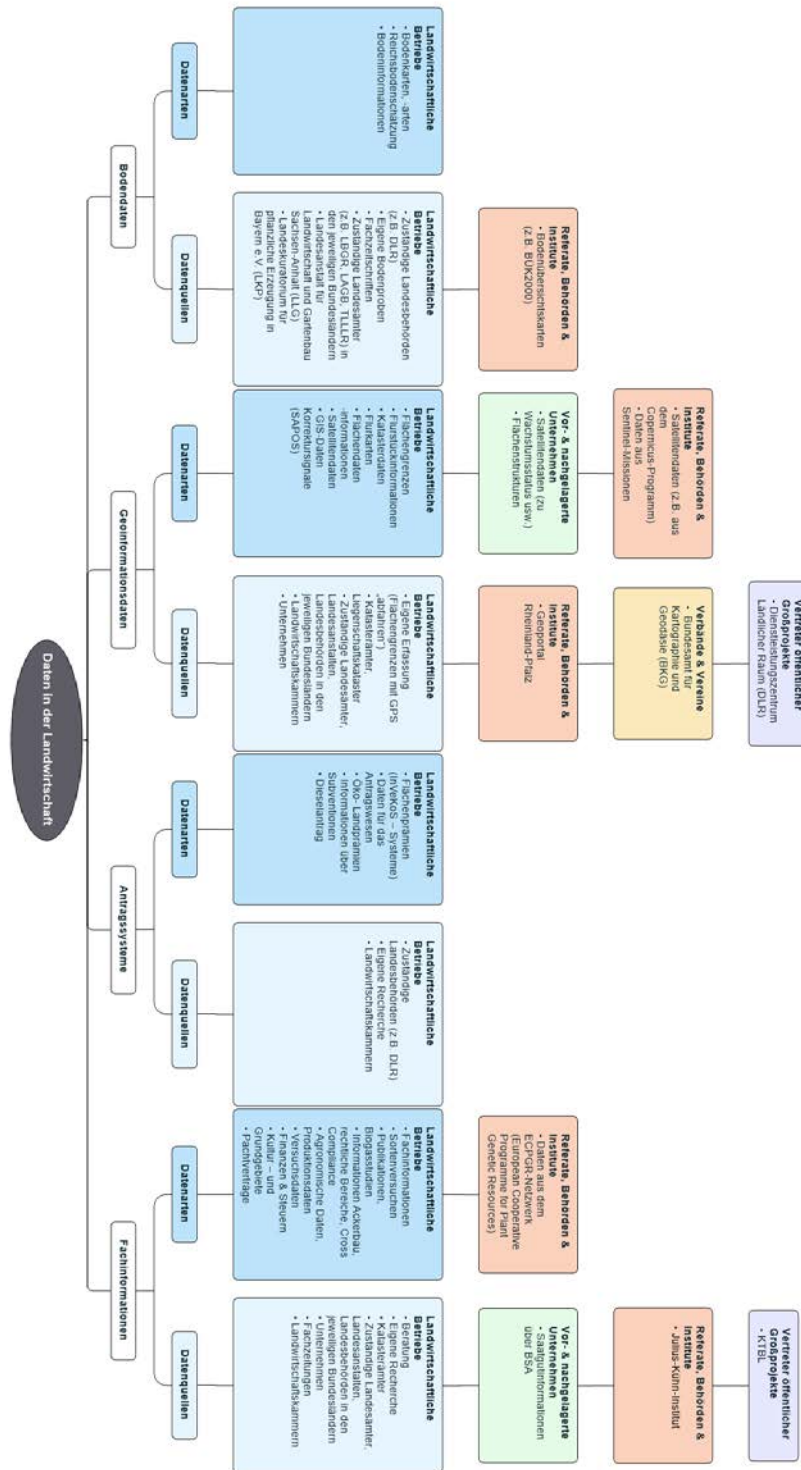 Daten in der Landwirtschaft
Bodendaten
Datenarten
Landwirtschaftliche
Betriebe
• Bodenkarten, -arten
• Reichsbodenschätzung
• Bodeninformationen
Datenquellen
Landwirtschaftliche
Betriebe
• Zuständige Landesbehörden
(z.B. DLR)
• Eigene Bodenproben
• Fachzeitschriften
• Zuständige Landesämter
(z.B. LBGR, LAGB, TLLLR) in
den jeweiligen Bundesländern
• Landesanstalt für
Landwirtschaft und Gartenbau
Sachsen-Anhalt (LLG)
• Landeskuratorium für
pflanzliche Erzeugung in
Bayern e.V. (LKP)
Referate, Behörden &
Institute
• Bodenübersichtskarten
(z.B. BÜK2000)
Geoinformationsdaten
Datenarten
Landwirtschaftliche
Betriebe
• Flächengrenzen
• Flurstückinformationen
• Katasterdaten
• Flurkarten
• Flächendaten
-informationen
• Satellitendaten
• GIS-Daten
Korrektursignale
(SAPOS)
Vor- & nachgelagerte
Unternehmen
• Satellitendaten (zu
Wachstumsstatus usw.)
• Flächenstrukturen
Referate, Behörden &
Institute
• Satellitendaten (z.B. aus
dem
Copernicus-Programm)
• Daten aus
Sentinel-Missionen
Datenquellen
Landwirtschaftliche
Betriebe
• Eigene Erfassung
(Flächengrenzen mit GPS
„abfahren“)
• Katasterämter,
Liegenschaftskataster
• Zuständige Landesämter,
Landesanstalten,
Landesbehörden in den
jeweiligen Bundesländern
• Landwirtschaftskammern
• Unternehmen
Referate, Behörden &
Institute
• Geoportal
Rheinland-Pfalz
Verbände & Vereine
• Bundesamt für
Kartographie und
Geodäsie (BKG)
Vertreter öffentlicher
Großprojekte
• Dienstleistungszentrum
Ländlicher Raum (DLR)
Antragssysteme
Datenarten
Landwirtschaftliche
Betriebe
• Flächenprämien
(InVeKoS – Systeme)
• Daten für das
Antragswesen
• Öko- Landprämien
• Informationen über
Subventionen
• Dieselantrag
Datenquellen
Landwirtschaftliche
Betriebe
• Zuständige
Landesbehörden (z.B. DLR)
• Eigene Recherche
• Landwirtschaftskammern
Fachinformationen
Datenarten
Landwirtschaftliche
Betriebe
• Fachinformationen
• Sortenversuchen
• Publikationen,
Biogasstudien
• Informationen Ackerbau,
rechtliche Bereiche, Cross
Compliance
• Agronomische Daten,
Produktionsdaten
• Versuchsdaten
• Finanzen & Steuern
• Kultur – und
Grundgebiete
• Pachtverträge
Referate, Behörden &
Institute
• Daten aus dem
ECPGR-Netzwerk
(European Cooperative
Programme for Plant
Genetic Resources)
Datenquellen
Landwirtschaftliche
Betriebe
• Beratung
• Eigene Recherche
• Katasterämter
• Zuständige Landesämter,
Landesanstalten,
Landesbehörden in den
jeweiligen Bundesländern
• Unternehmen
• Fachzeitungen
• Landwirtschaftskammern
Vor- & nachgelagerte
Unternehmen
• Saatgutinformationen
über BSA
Referate, Behörden &
Institute
• Julius-Kühn-Institut
Vertreter öffentlicher
Großprojekte
• KTBL